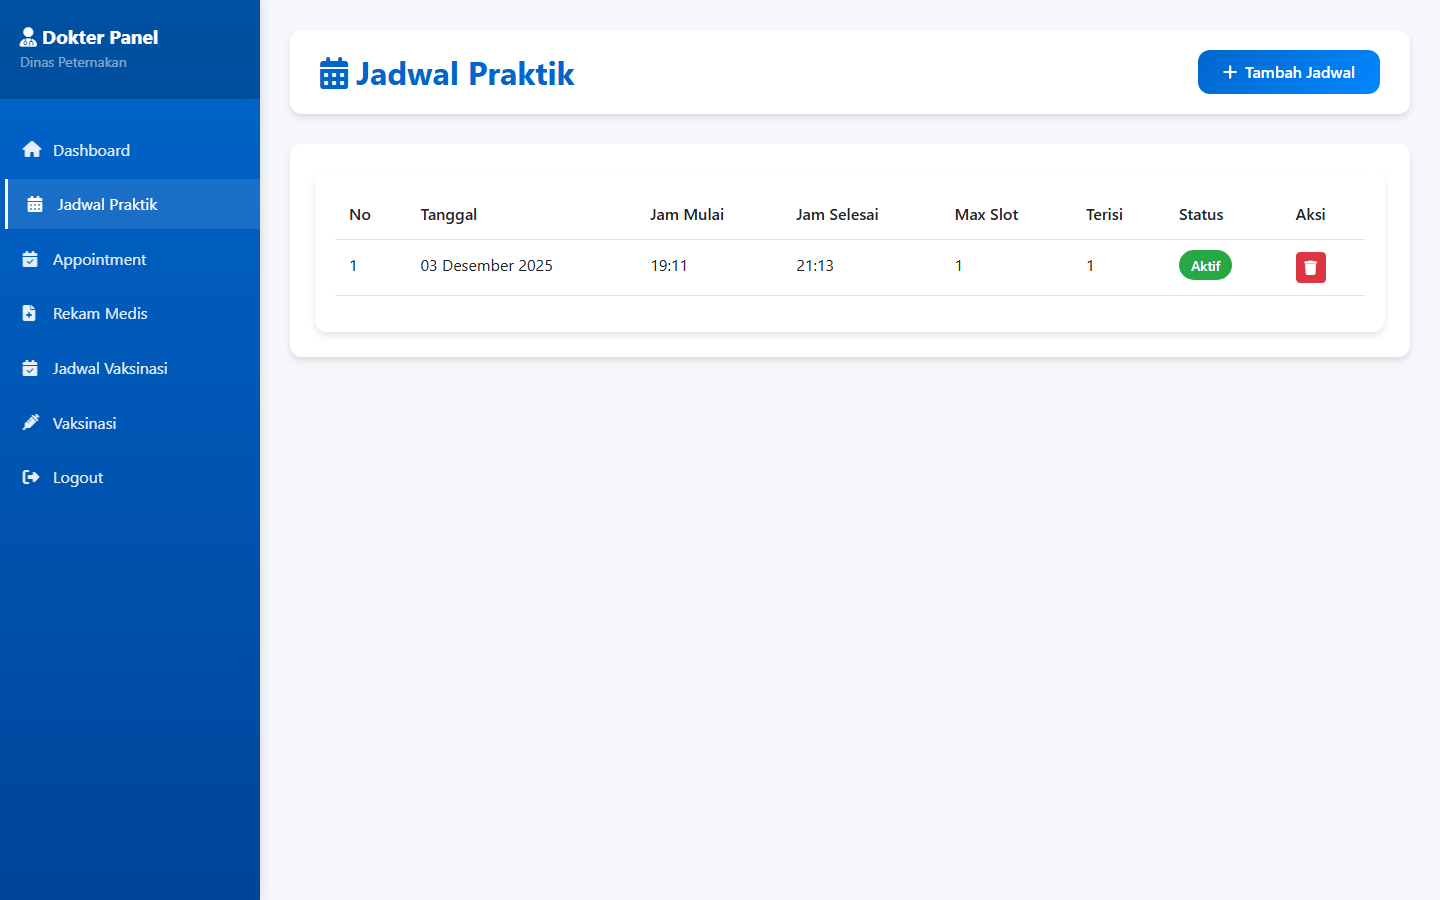 Dokter Panel
Dinas Peternakan
Dashboard
Jadwal Praktik
Appointment
Rekam Medis
Jadwal Vaksinasi
Vaksinasi
Logout
Jadwal Praktik
Tambah Jadwal
No Tanggal Jam Mulai Jam Selesai Max Slot Terisi Status Aksi
1 03 Desember 2025 19:11 21:13 1 1 Aktif